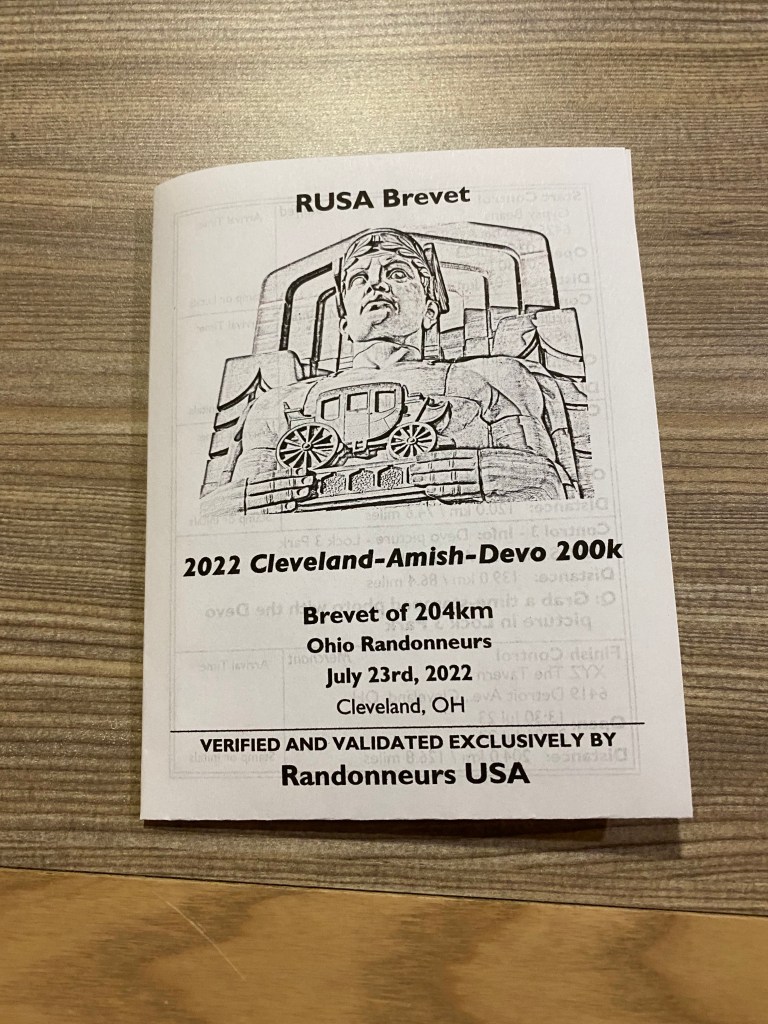 RUSA Brevet
2022 Cleveland-Amish-Devo 200k
Brevet of 204km
Ohio Randonneurs
July 23rd, 2022
Cleveland, OH
VERIFIED AND VALIDATED EXCLUSIVELY BY
Randonneurs USA